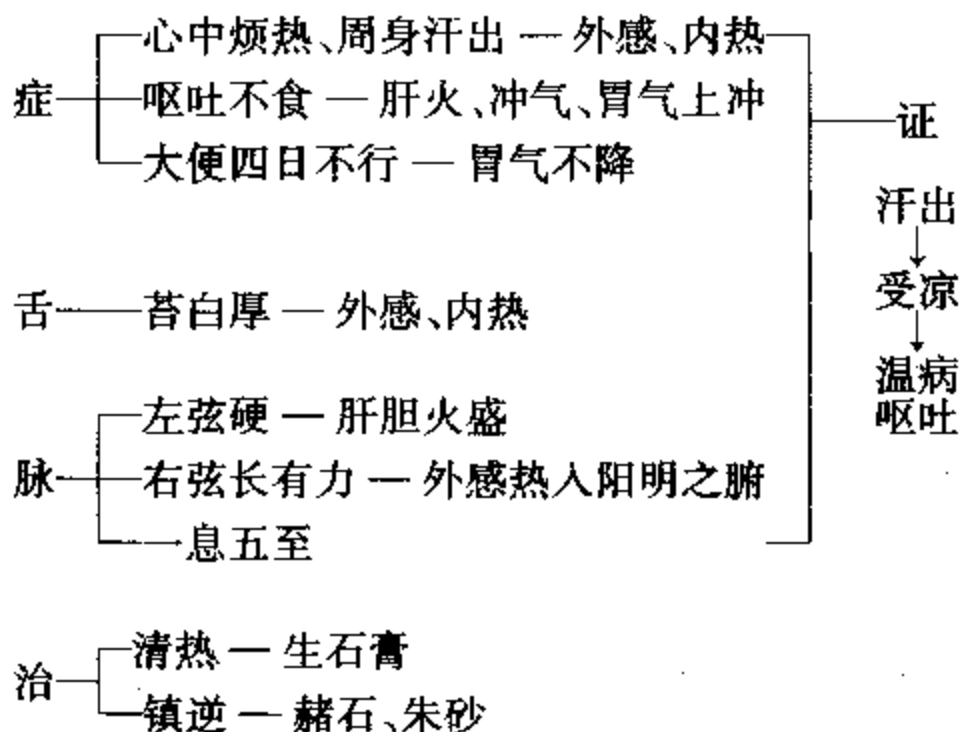 症
心中烦热、周身汗出 — 外感、内热
呕吐不食 — 肝火、冲气、胃气上冲
大便四日不行 — 胃气不降
舌
苔白厚 — 外感、内热
脉
左弦硬 — 肝胆火盛
右弦长有力 — 外感热入阳明之腑
一息五至
证
汗出
受凉
温病
呕吐
治
清热 — 生石膏
镇逆 — 赭石、朱砂